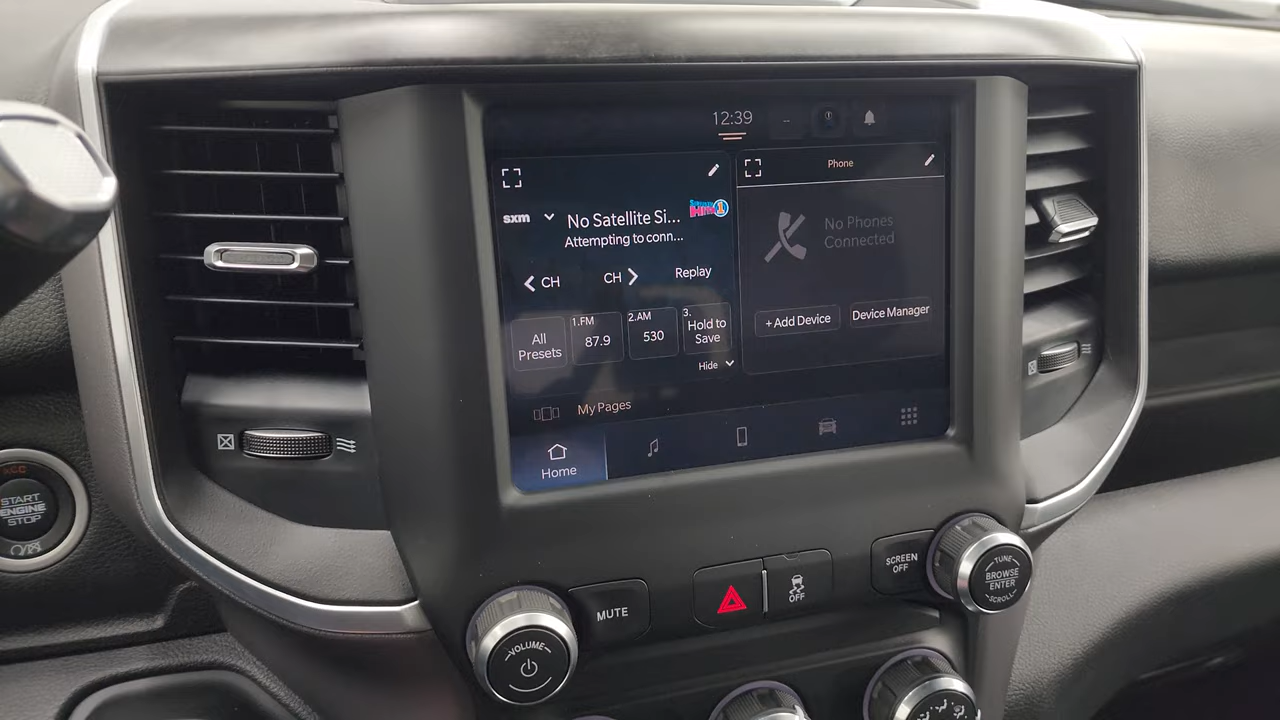 12:39
sxm
No Satellite Si...
Attempting to conn...
CH
CH
Replay
All
Presets
1.FM
87.9
2.AM
530
3.
Hold to
Save
Hide
Phone
No Phones
Connected
+Add Device
Device Manager
My Pages
Home
START
ENGINE
STOP
VOLUME
MUTE
OFF
SCREEN
OFF
TUNE
BROWSE
ENTER
SCROLL